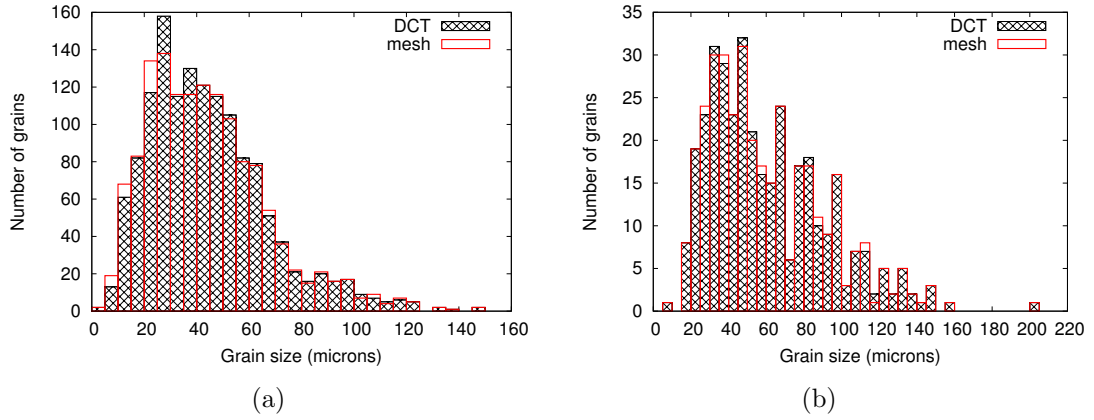 160
140
120
100
80
60
40
20
0
Number of grains
DCT
mesh
0 20 40 60 80 100 120 140 160
Grain size (microns)
(a)
35
30
25
20
15
10
5
0
Number of grains
DCT
mesh
0 20 40 60 80 100 120 140 160 180 200 220
Grain size (microns)
(b)